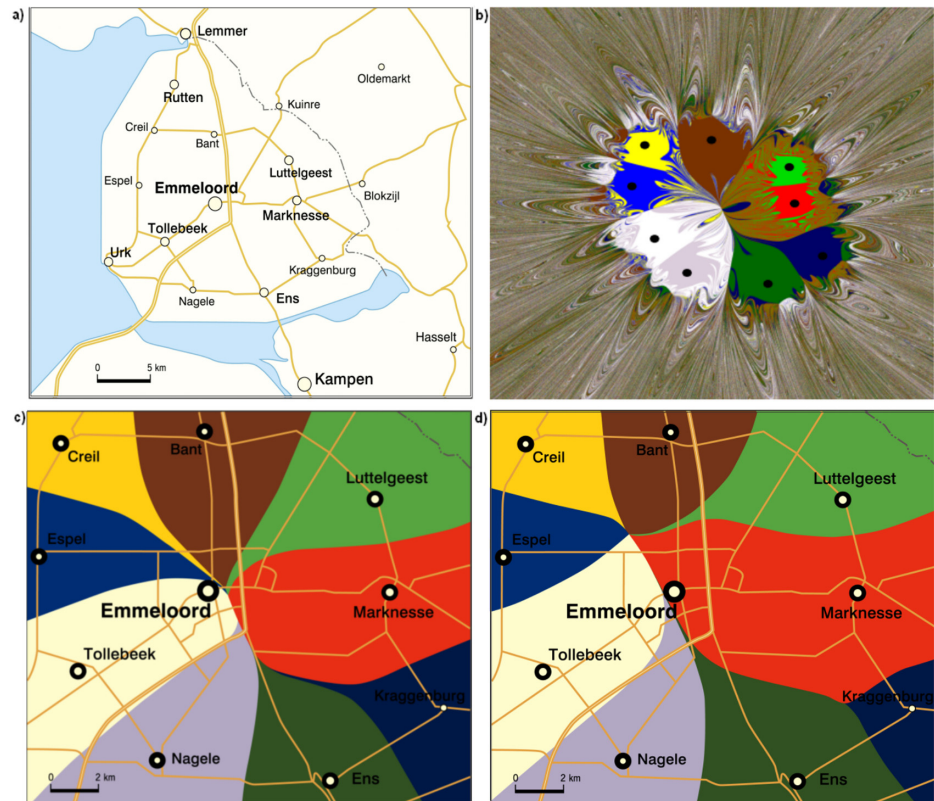 a)
Lemmer
Oldemarkt
Rutten
Kuinre
Creil
Bant
Luttelgeest
Espel
Emmeloord
Blokzijl
Marknesse
Tollebeek
Urk
Kraggenburg
Nagele
Ens
Hasselt
0 5 km
Kampen
b)
c)
Creil
Bant
Luttelgeest
Espel
Emmeloord
Marknesse
Tollebeek
Kraggenburg
Nagele
Ens
0 2 km
d)
Creil
Bant
Luttelgeest
Espel
Emmeloord
Marknesse
Tollebeek
Kraggenburg
Nagele
Ens
0 2 km